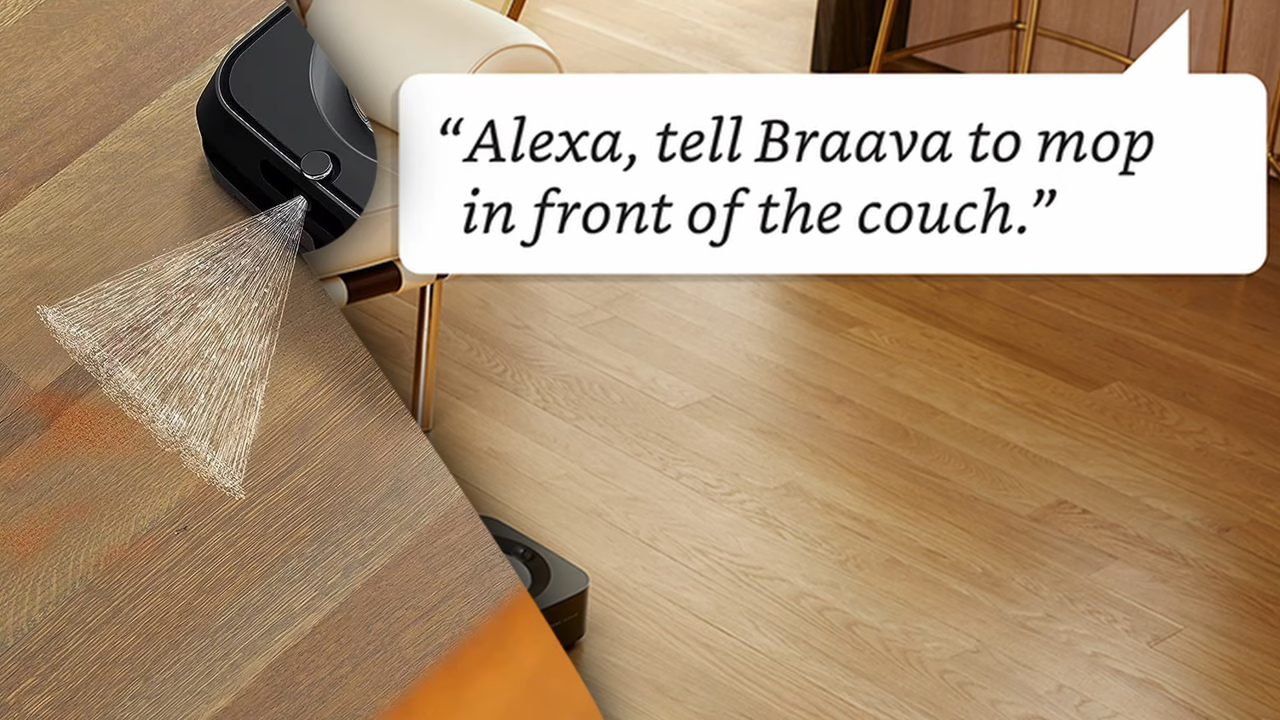 “Alexa, tell Braava to mop
in front of the couch.”